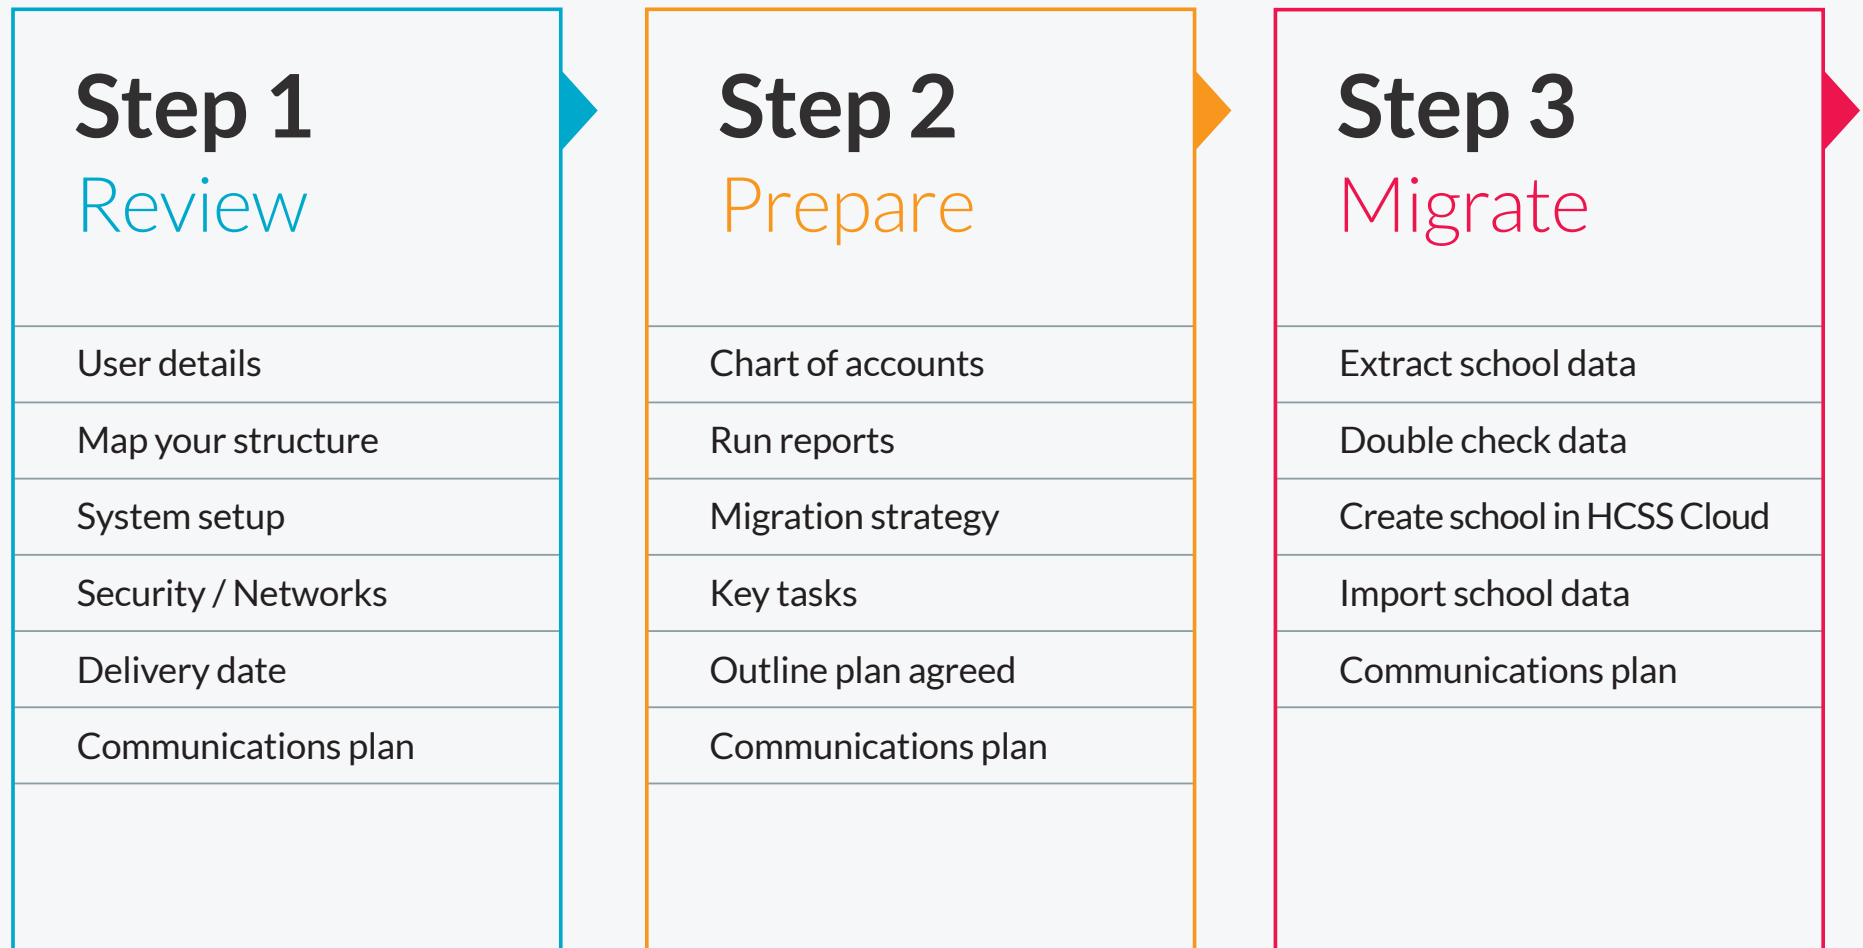 Step 1
Review
User details
Map your structure
System setup
Security / Networks
Delivery date
Communications plan
Step 2
Prepare
Chart of accounts
Run reports
Migration strategy
Key tasks
Outline plan agreed
Communications plan
Step 3
Migrate
Extract school data
Double check data
Create school in HCSS Cloud
Import school data
Communications plan